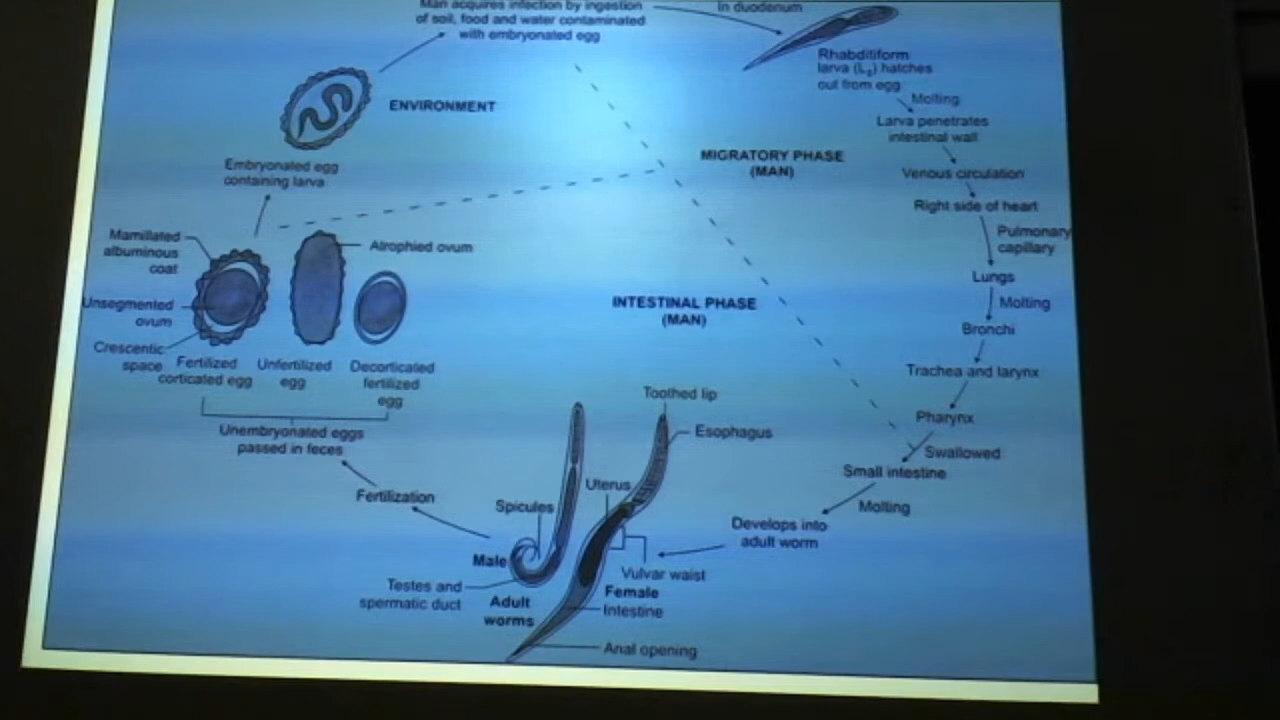 Man acquires infection by ingestion
of soil, food and water contaminated
with embryonated egg
In duodenum
Rhabditiform
larva (L2) hatches
out from egg
Molting
Larva penetrates
intestinal wall
ENVIRONMENT
MIGRATORY PHASE
(MAN)
Venous circulation
Embryonated egg
containing larva
Right side of heart
Pulmonary
capillary
Mamillated
albuminous
coat
Atrophied ovum
Lungs
Unsegmented
ovum
INTESTINAL PHASE
(MAN)
Molting
Bronchi
Crescentic
space
Fertilized
corticated egg
Unfertilized
egg
Decorticated
fertilized
egg
Trachea and larynx
Toothed lip
Pharynx
Unembryonated eggs
passed in feces
Esophagus
Swallowed
Small intestine
Fertilization
Uterus
Spicules
Molting
Develops into
adult worm
Male
Vulvar waist
Testes and
spermatic duct
Adult
worms
Female
Intestine
Anal opening